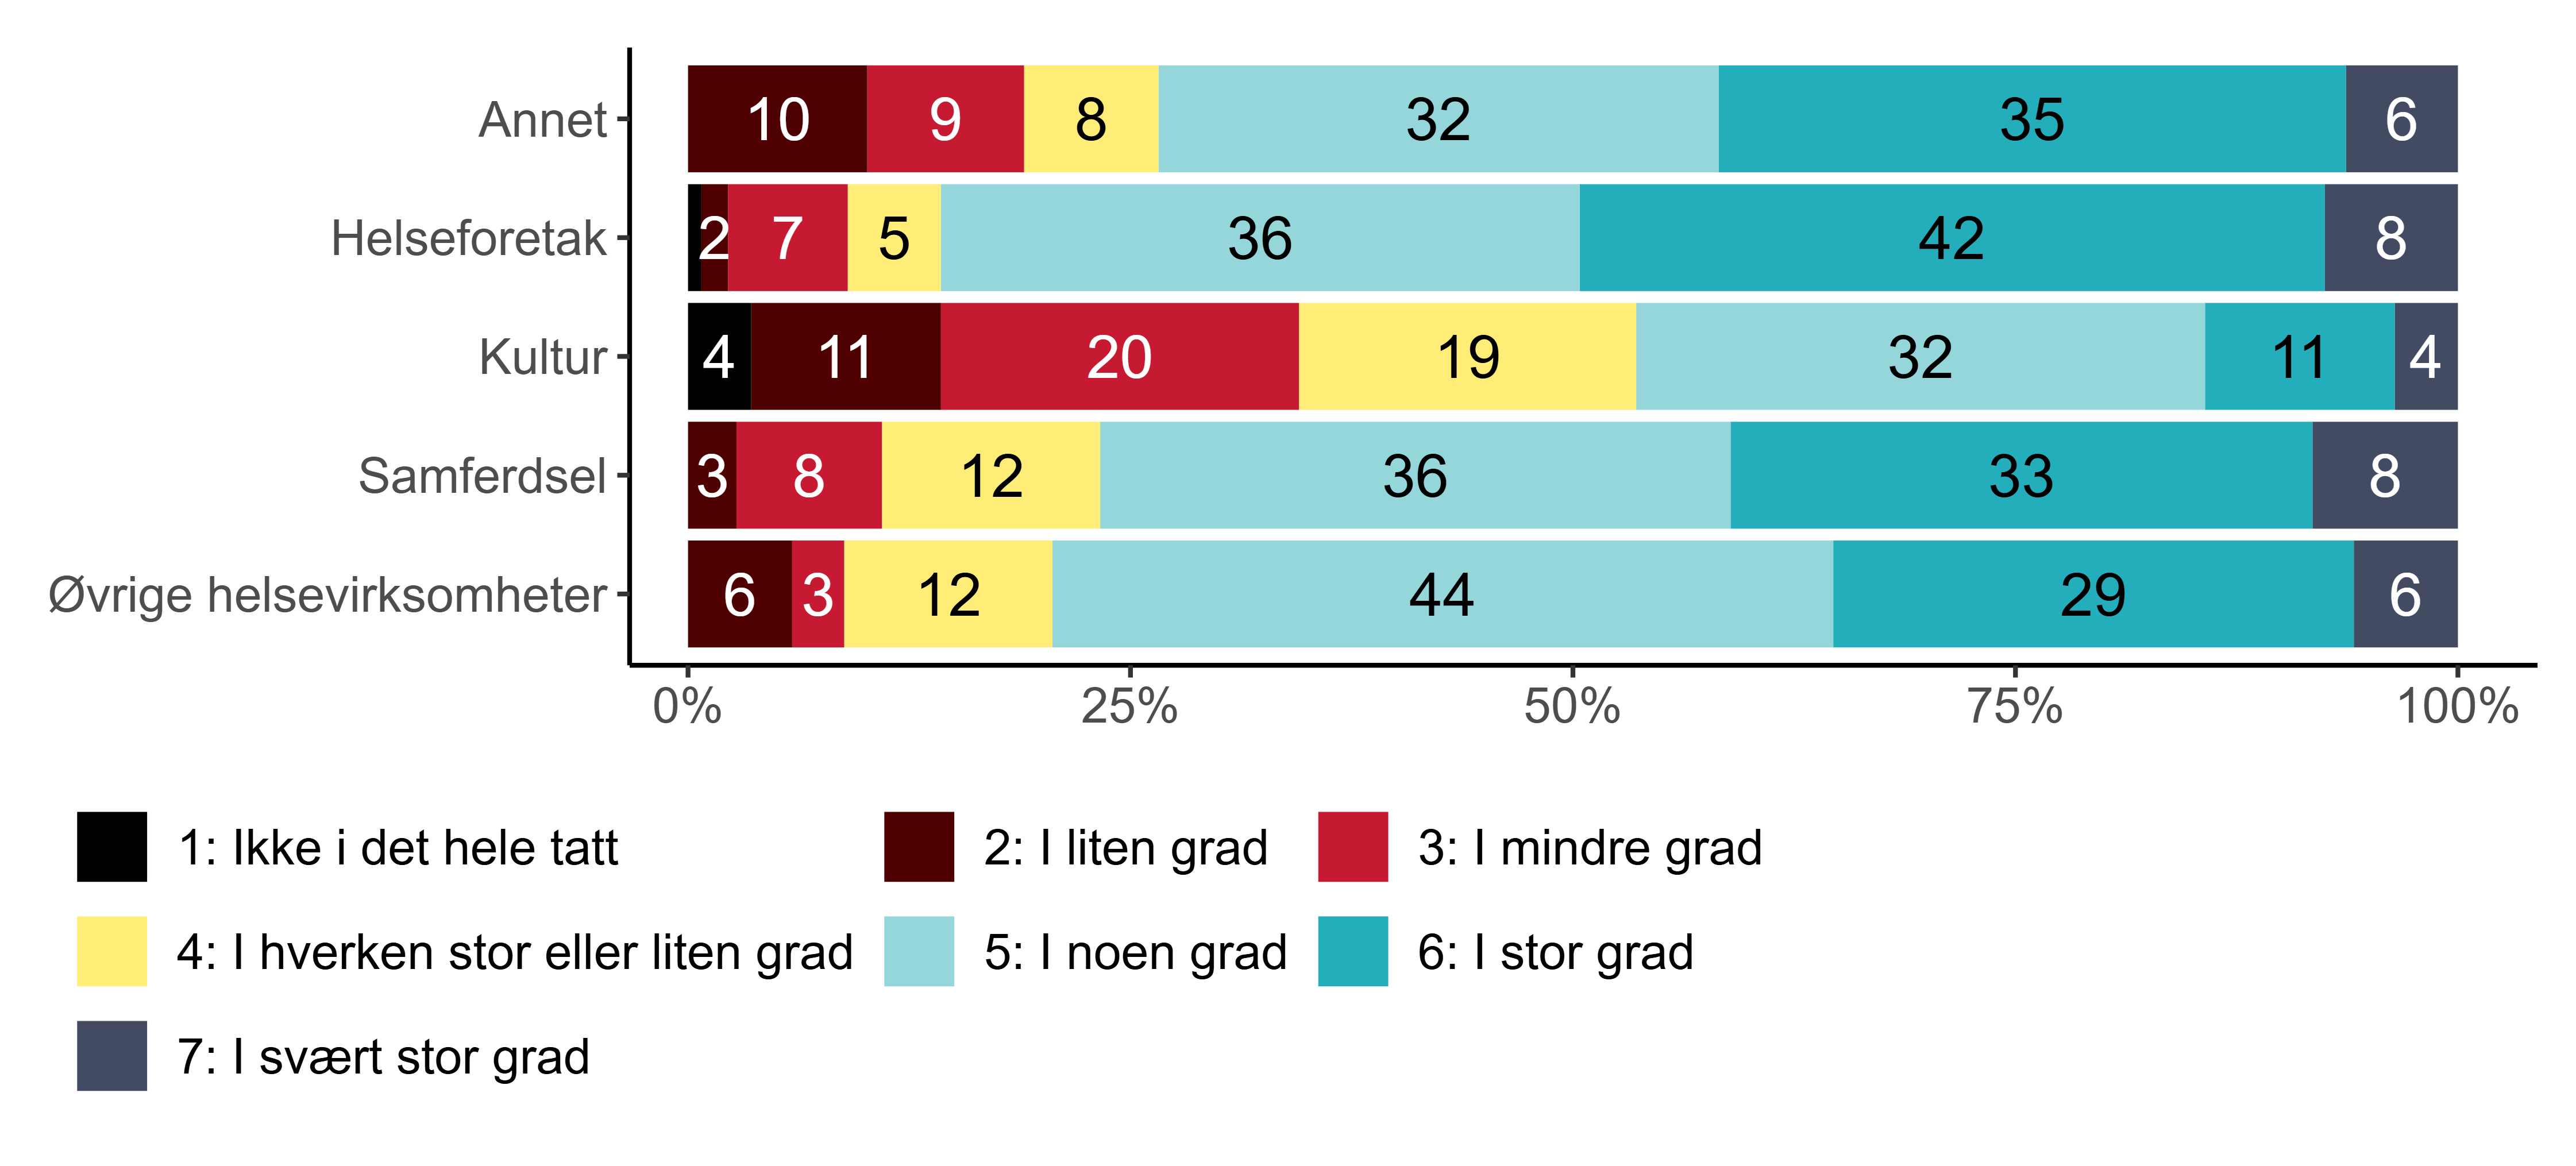 Annet 10 9 8 32 35 6
Helseforetak 2 7 5 36 42 8
Kultur 4 11 20 19 32 11 4
Samferdsel 3 8 12 36 33 8
Øvrige helsevirksomheter 6 3 12 44 29 6
0% 25% 50% 75% 100%
1: Ikke i det hele tatt 2: I liten grad 3: I mindre grad
4: I hverken stor eller liten grad 5: I noen grad 6: I stor grad
7: I svært stor grad